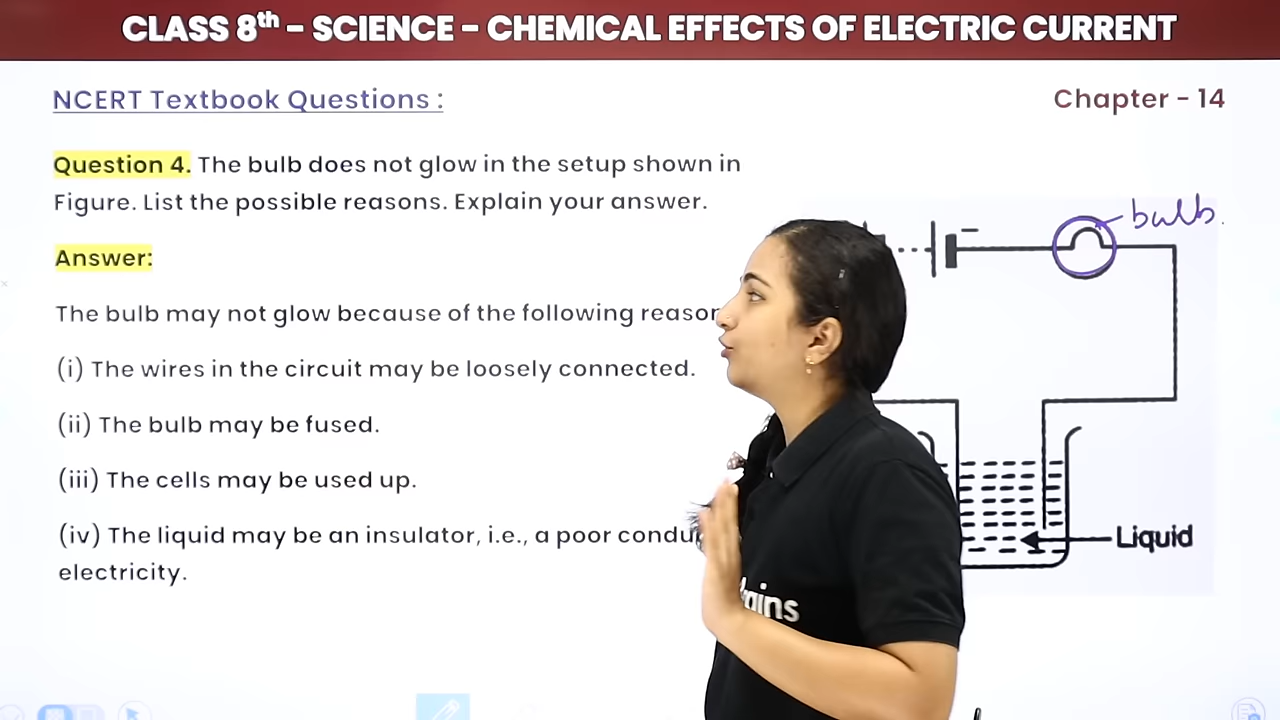 CLASS 8th - SCIENCE - CHEMICAL EFFECTS OF ELECTRIC CURRENT
NCERT Textbook Questions :
Chapter - 14
Question 4. The bulb does not glow in the setup shown in
Figure. List the possible reasons. Explain your answer.
bulb.
Answer:
The bulb may not glow because of the following
(i) The wires in the circuit may be loosely connected.
(ii) The bulb may be fused.
(iii) The cells may be used up.
(iv) The liquid may be an insulator, i.e., a poor
electricity.
Liquid